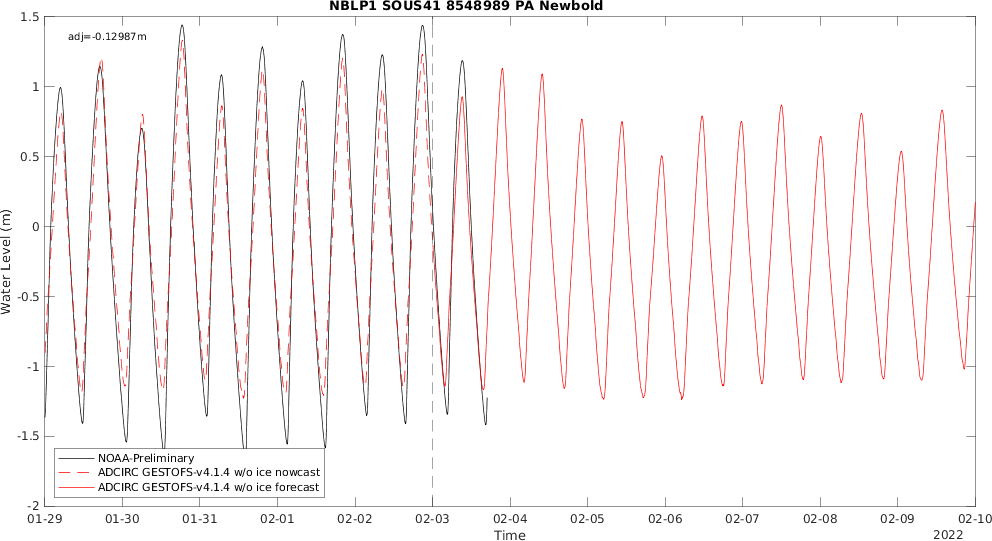 NBLP1 SOUS41 8548989 PA Newbold
adj=-0.12987m
1.5
1
0.5
0
-0.5
-1
-1.5
-2
Water Level (m)
NOAA-Preliminary
ADCIRC GESTOFS-v4.1.4 w/o ice nowcast
ADCIRC GESTOFS-v4.1.4 w/o ice forecast
01-29 01-30 01-31 02-01 02-02 02-03 02-04 02-05 02-06 02-07 02-08 02-09 02-10
Time
2022